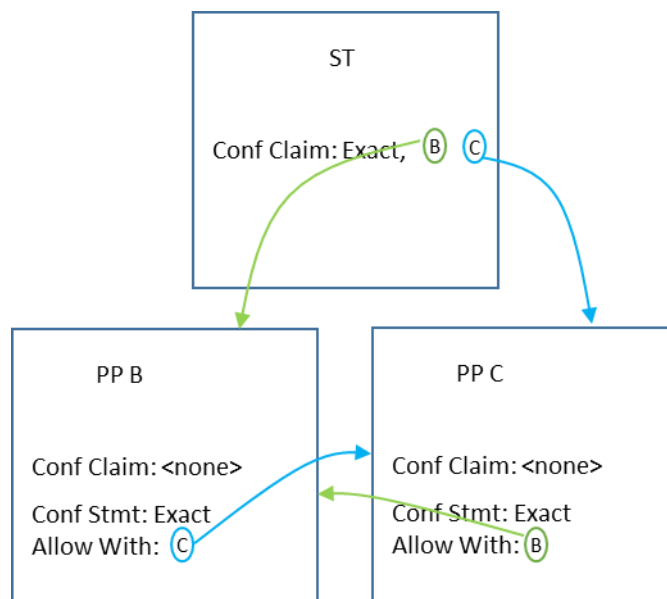 ST
Conf Claim: Exact, B C
PP B
Conf Claim: <none>
Conf Stmt: Exact
Allow With: C
PP C
Conf Claim: <none>
Conf Stmt: Exact
Allow With: B